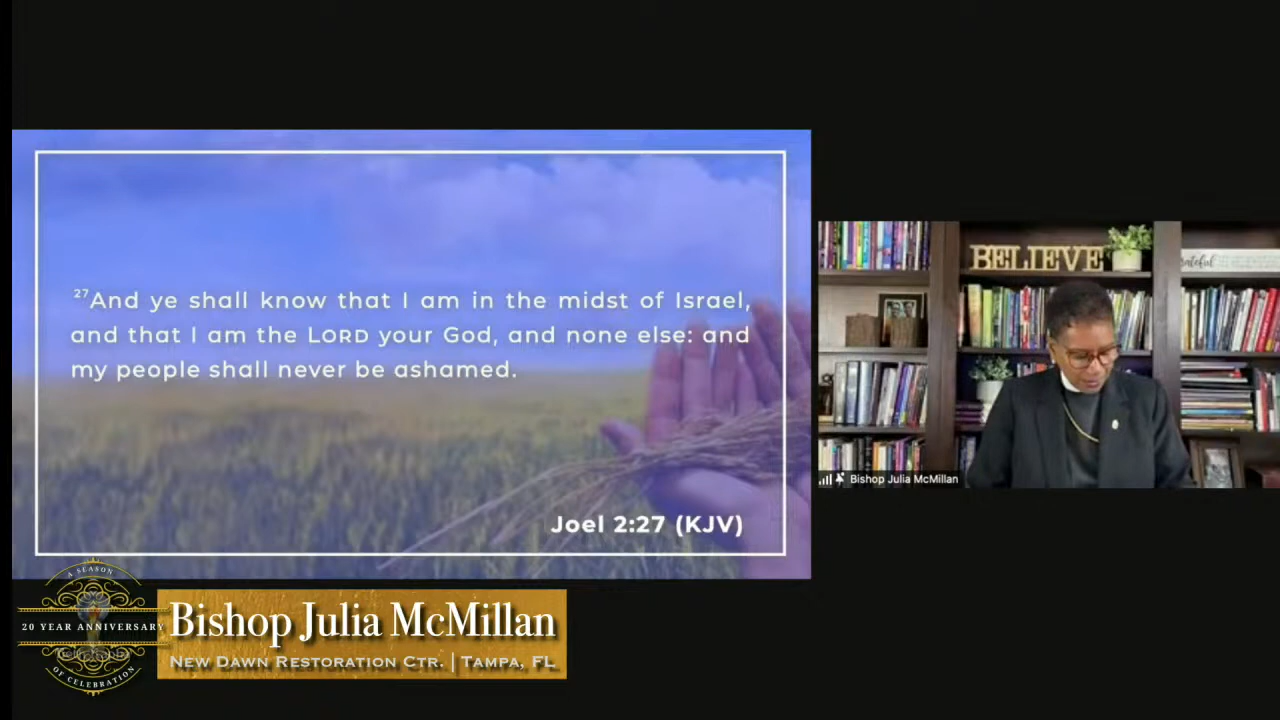 ²⁷And ye shall know that I am in the midst of Israel,
and that I am the LORD your God, and none else: and
my people shall never be ashamed.
Joel 2:27 (KJV)
BELIEVE
grateful
Bishop Julia McMillan
A SEASON
20 YEAR ANNIVERSARY
OF CELEBRATION
Bishop Julia McMillan
NEW DAWN RESTORATION CTR. | TAMPA, FL